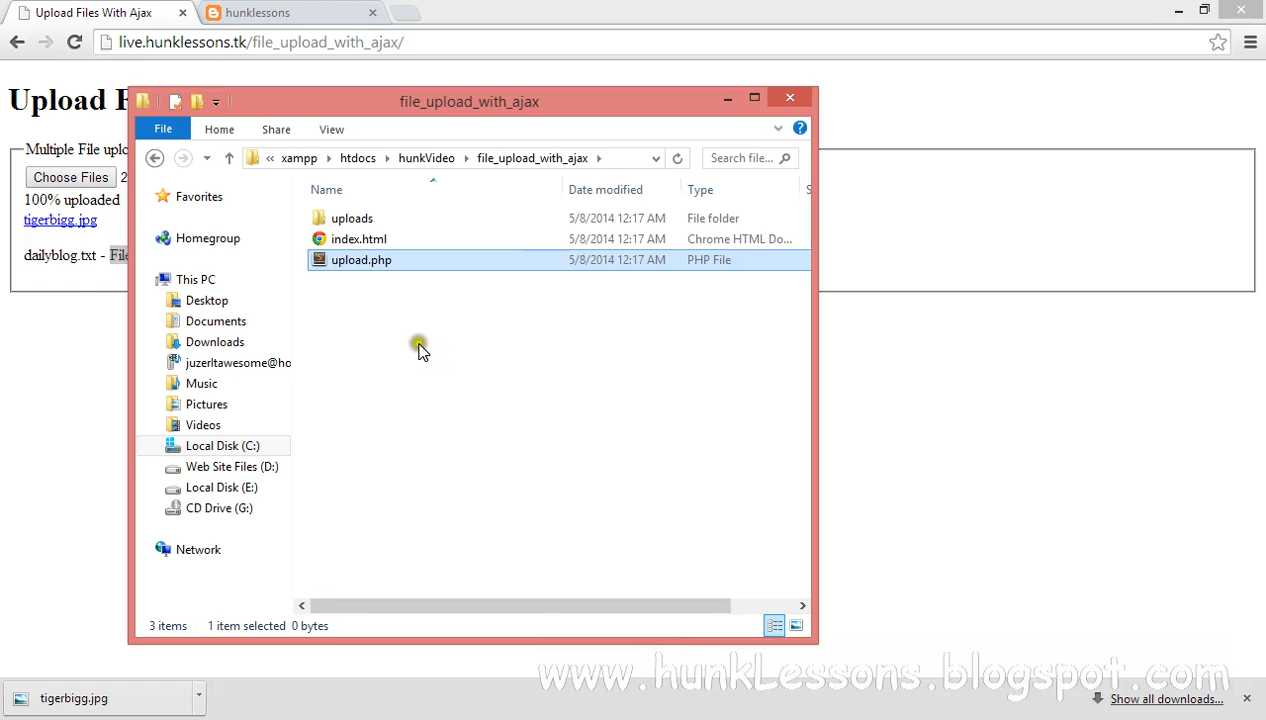 Upload Files With Ajax
hunklessons
live.hunklessons.tk/file_upload_with_ajax/
Upload F
file_upload_with_ajax
File Home Share View
Multiple File uplo
Choose Files 2
100% uploaded
tigerbigg.jpg
dailyblog.txt - File
xampp htdocs hunkVideo file_upload_with_ajax
Search file...
Favorites
Homegroup
This PC
Desktop
Documents
Downloads
juzerltawesome@ho
Music
Pictures
Videos
Local Disk (C:)
Web Site Files (D:)
Local Disk (E:)
CD Drive (G:)
Network
Name Date modified Type S
uploads 5/8/2014 12:17 AM File folder
index.html 5/8/2014 12:17 AM Chrome HTML Do...
upload.php 5/8/2014 12:17 AM PHP File
3 items 1 item selected 0 bytes
www.hunkLessons.blogspot.com
tigerbigg.jpg
Show all downloads...